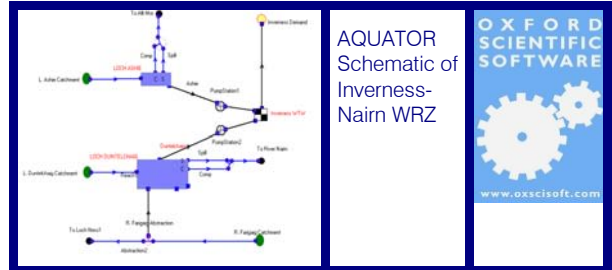 To Allt Mor
Inverness Demand
Comp
Spill
LOCH ASHIE
L. Ashie Catchment
Ashie
PumpStation1
Inverness WTW
PumpStation2
Duntelchaig
LOCH DUNTELCHAIG
Spill
To River Nairn
L. Duntelchaig Catchment
Comp
R. Farigaig Abstraction
To Loch Ness1
R. Farigaig Catchment
Abstraction2
AQUATOR
Schematic of
Inverness-
Nairn WRZ
OXFORD
SCIENTIFIC
SOFTWARE
www.oxscisoft.com